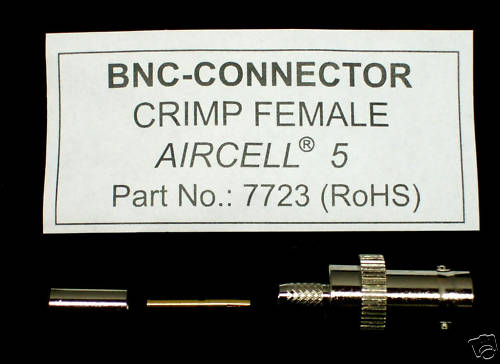 BNC-CONNECTOR
CRIMP FEMALE
AIRCELL® 5
Part No.: 7723 (RoHS)